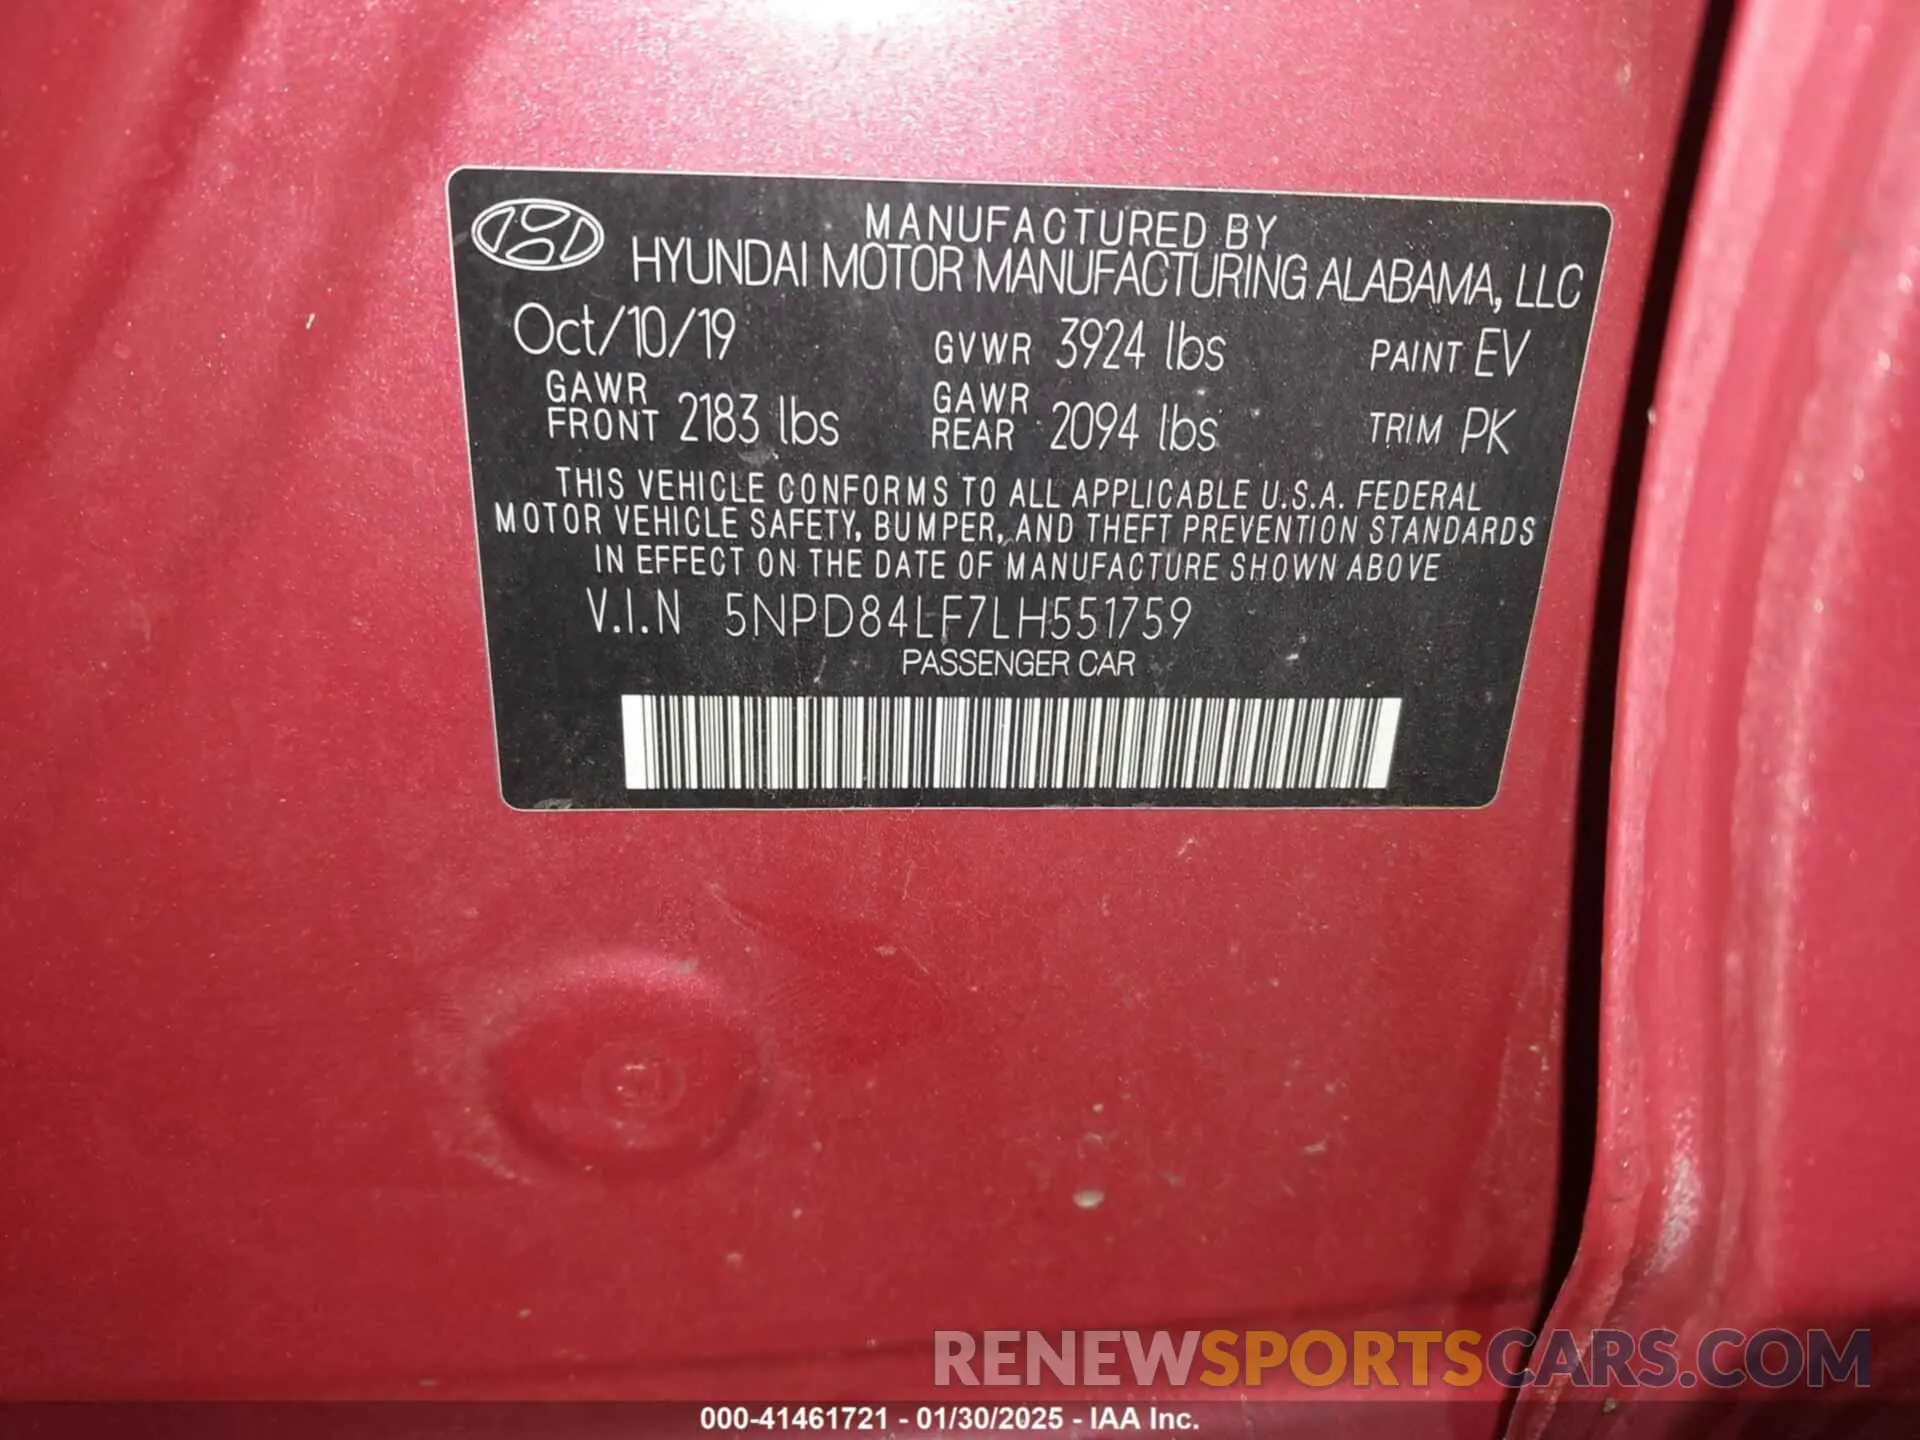 MANUFACTURED BY
HYUNDAI MOTOR MANUFACTURING ALABAMA, LLC
Oct/10/19 GVWR 3924 lbs PAINT EV
GAWR FRONT 2183 lbs GAWR REAR 2094 lbs TRIM PK
THIS VEHICLE CONFORMS TO ALL APPLICABLE U.S.A. FEDERAL
MOTOR VEHICLE SAFETY, BUMPER, AND THEFT PREVENTION STANDARDS
IN EFFECT ON THE DATE OF MANUFACTURE SHOWN ABOVE
V.I.N 5NPD84LF7LH551759
PASSENGER CAR
RENEWSPORTSCARS.COM
000-41461721 - 01/30/2025 - IAA Inc.